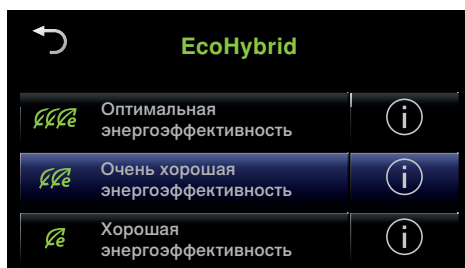 EcoHybrid
Оптимальная
энергоэффективность
Очень хорошая
энергоэффективность
Хорошая
энергоэффективность